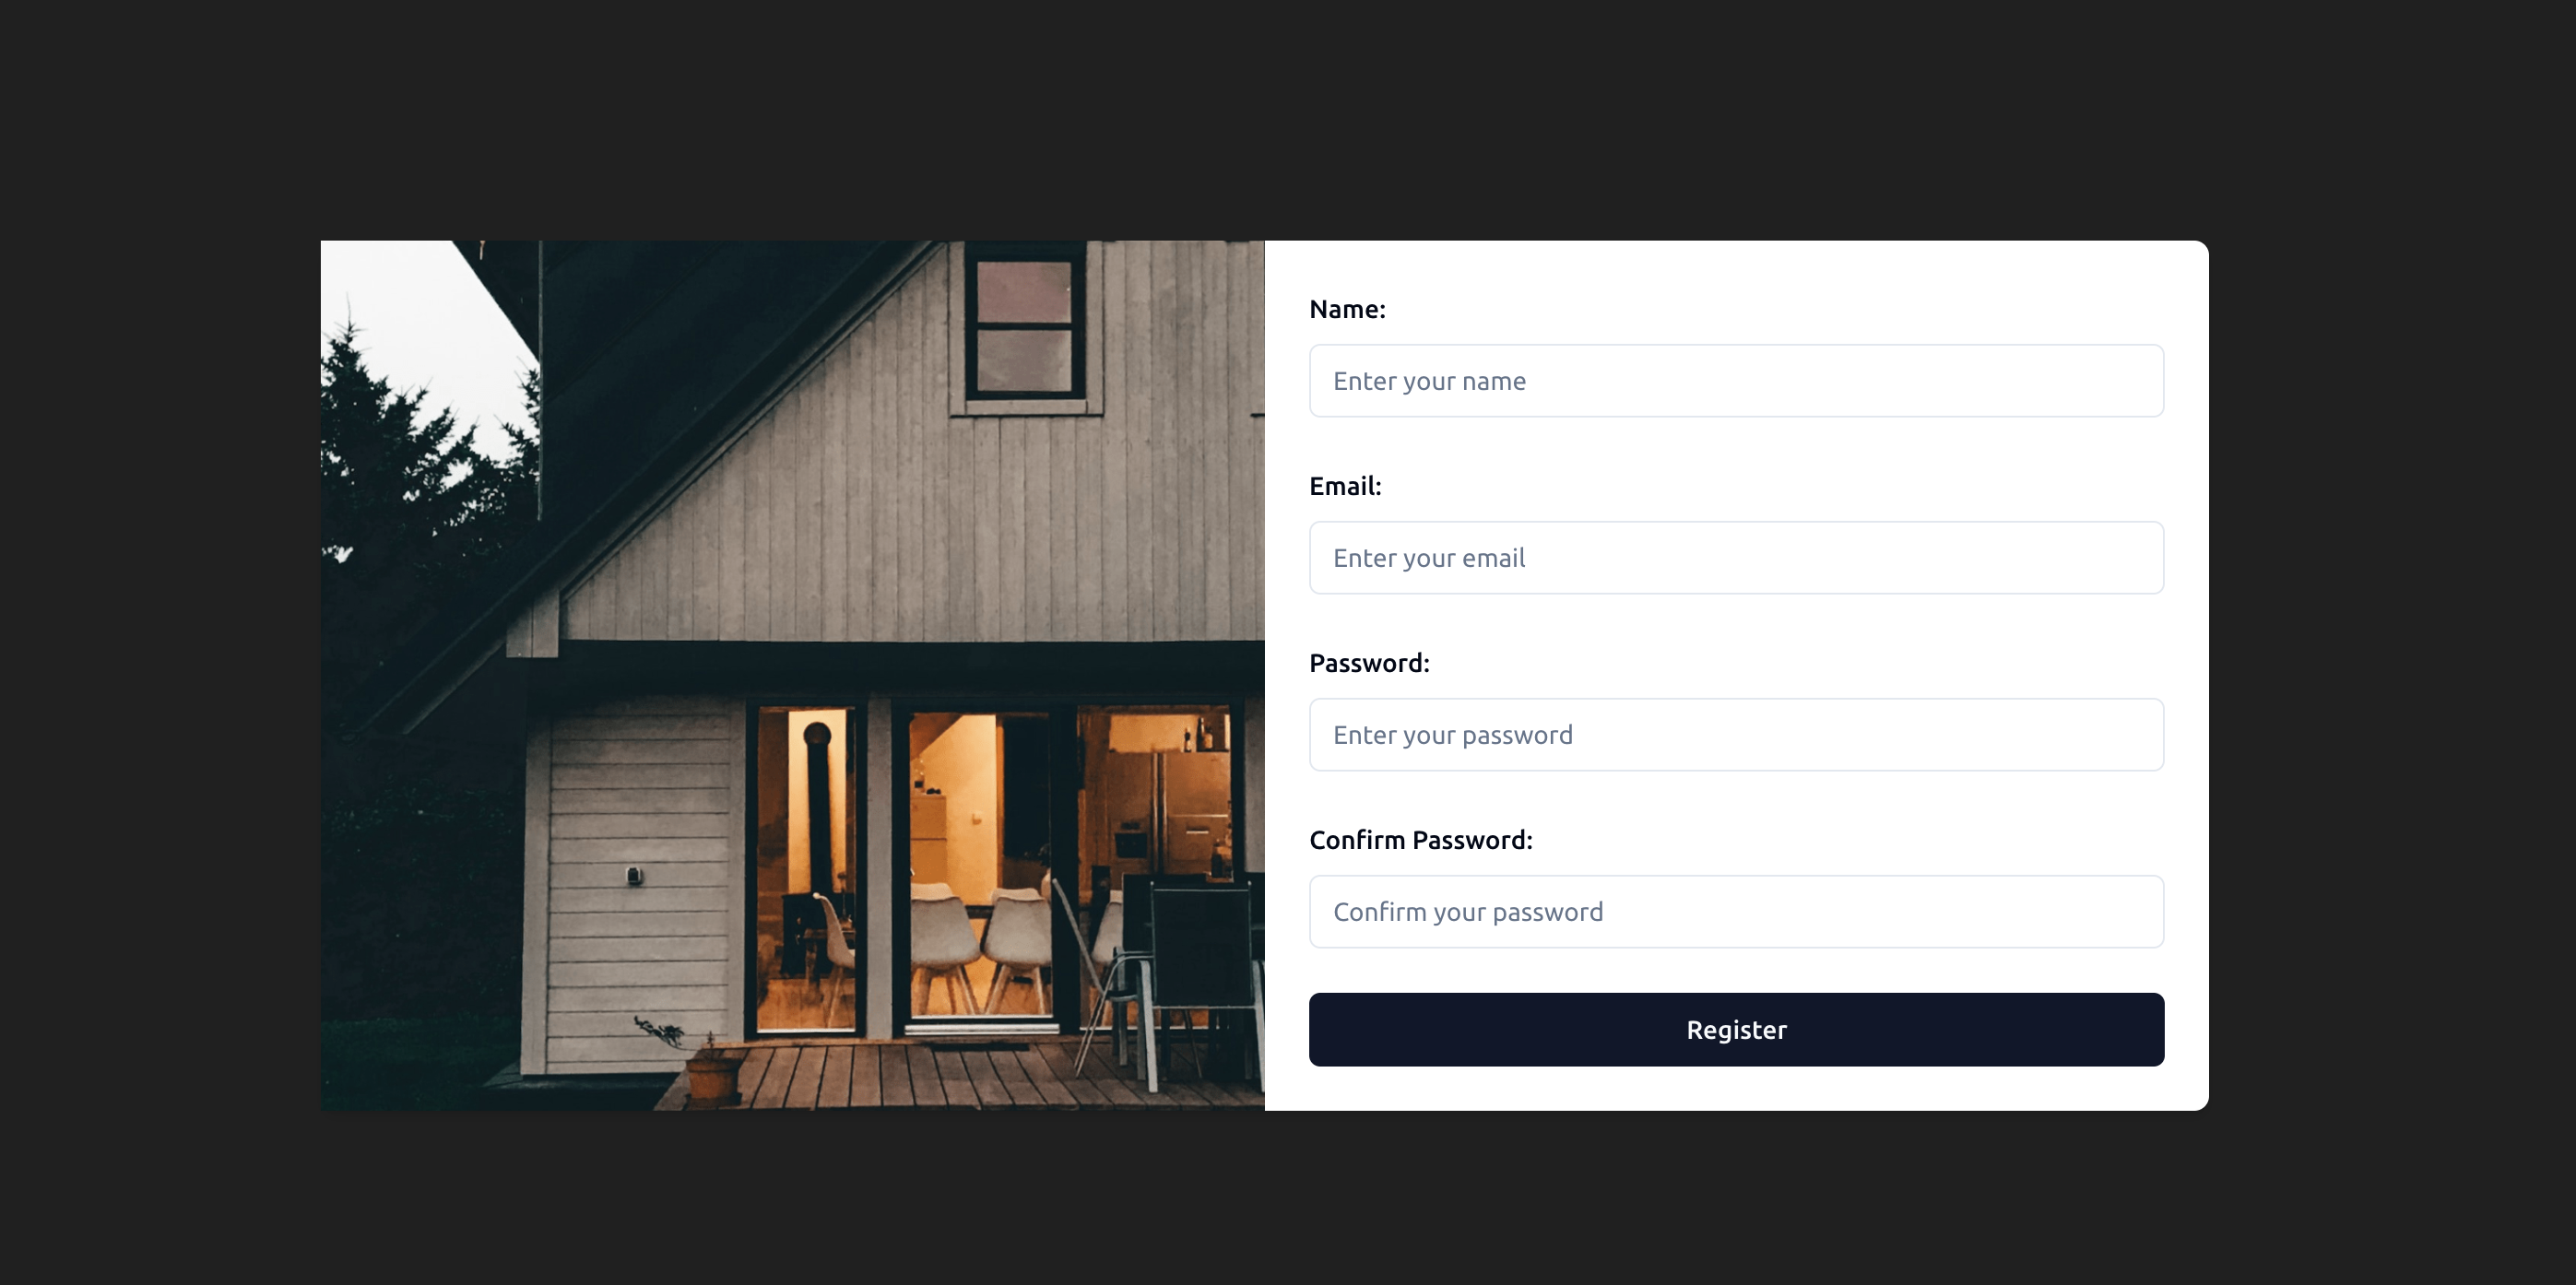 Name:
Enter your name
Email:
Enter your email
Password:
Enter your password
Confirm Password:
Confirm your password
Register